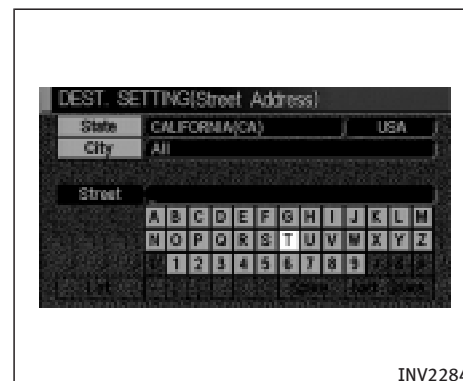 DEST. SETTING(Street Address)
State CALIFORNIA(CA) USA
City All
Street _
A B C D E F G H I J K L M
N O P Q R S T U V W X Y Z
1 2 3 4 5 6 7 8 9
List Space
INV2284